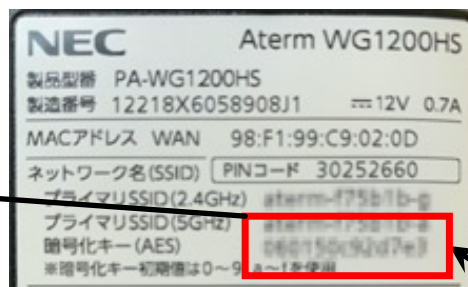 NEC Aterm WG1200HS
製品型番 PA-WG1200HS
製造番号 12218X6058908J1 ⎓12V 0.7A
MACアドレス WAN 98:F1:99:C9:02:0D
ネットワーク名(SSID) PINコード 30252660
プライマリSSID(2.4GHz)
プライマリSSID(5GHz)
暗号化キー(AES)
※暗号化キー初期値は0~9、a~fを使用